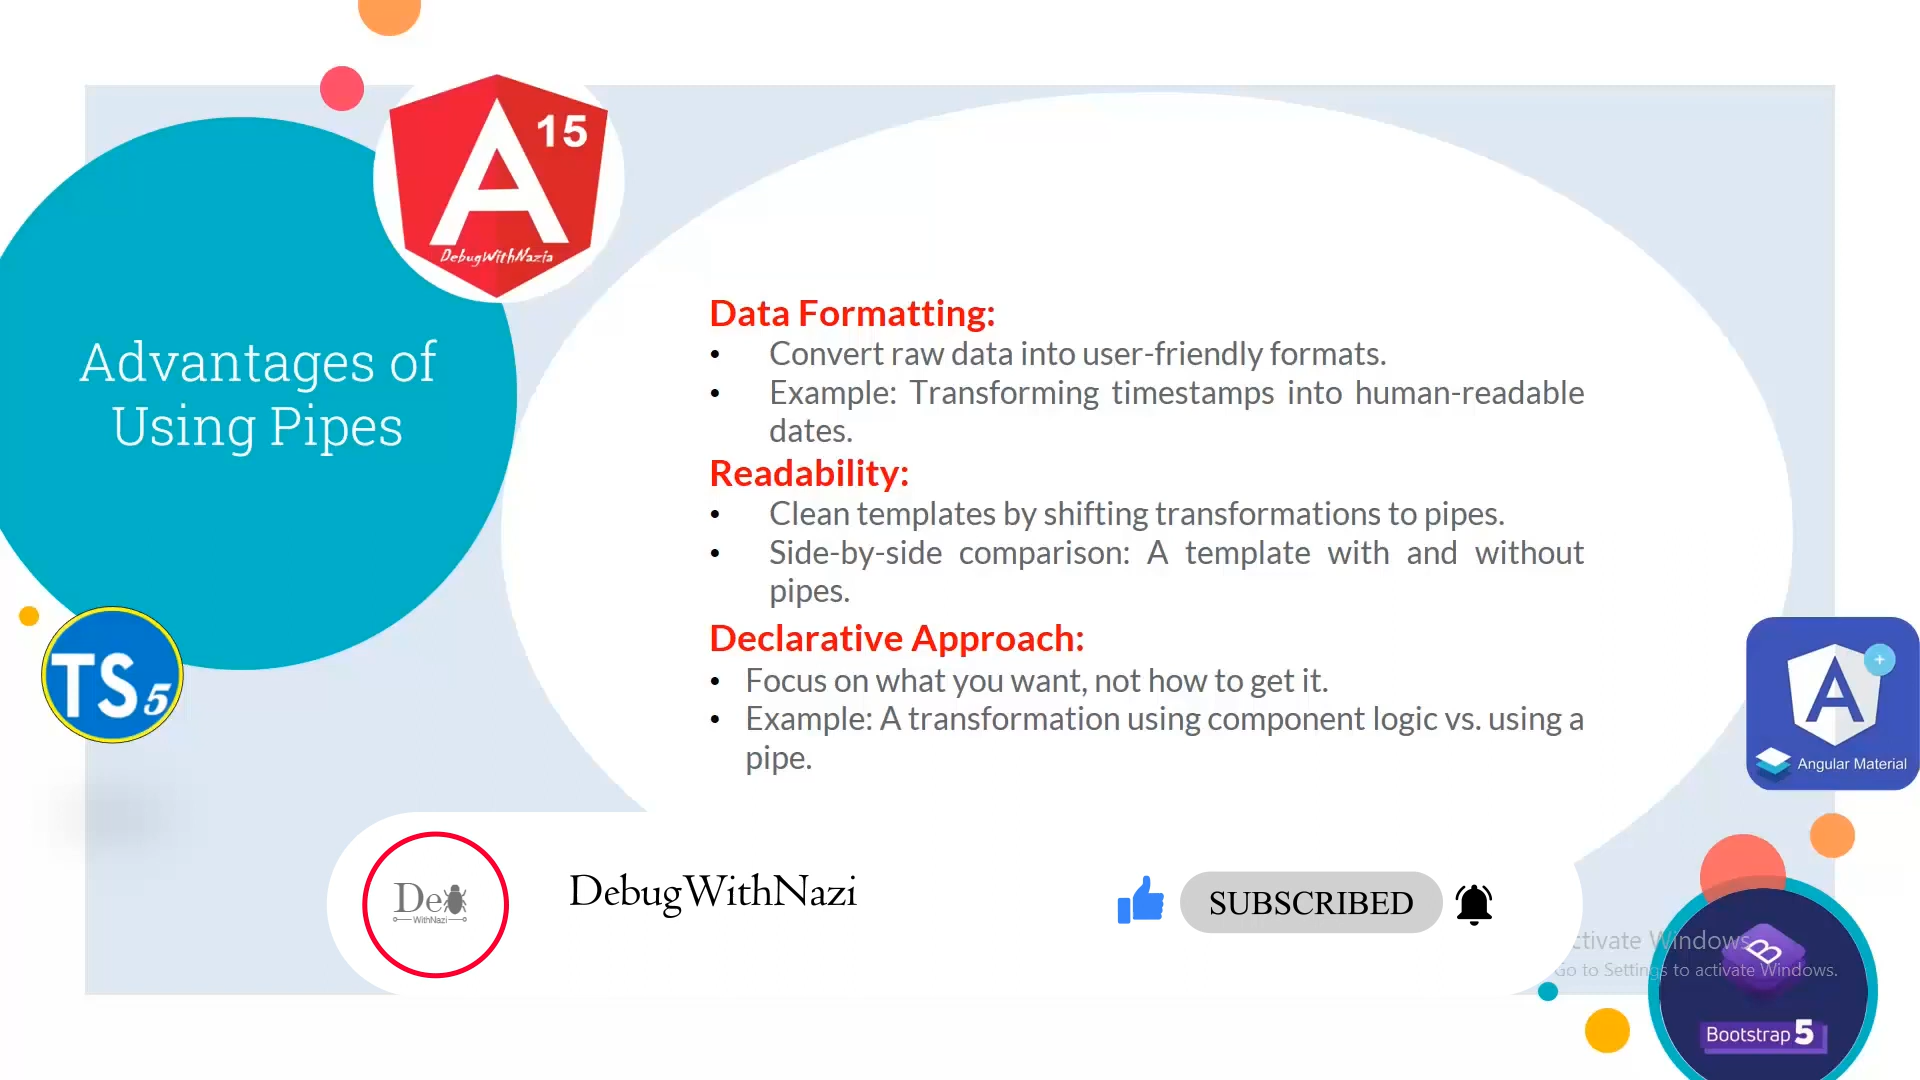 15
DebugWithNazia
Advantages of
Using Pipes
Data Formatting:
• Convert raw data into user-friendly formats.
• Example: Transforming timestamps into human-readable
dates.
Readability:
• Clean templates by shifting transformations to pipes.
• Side-by-side comparison: A template with and without
pipes.
Declarative Approach:
• Focus on what you want, not how to get it.
• Example: A transformation using component logic vs. using a
pipe.
TS 5
Angular Material
De
WithNazi
DebugWithNazi
SUBSCRIBED
ctivate Windows
Go to Settings to activate Windows.
B
Bootstrap 5